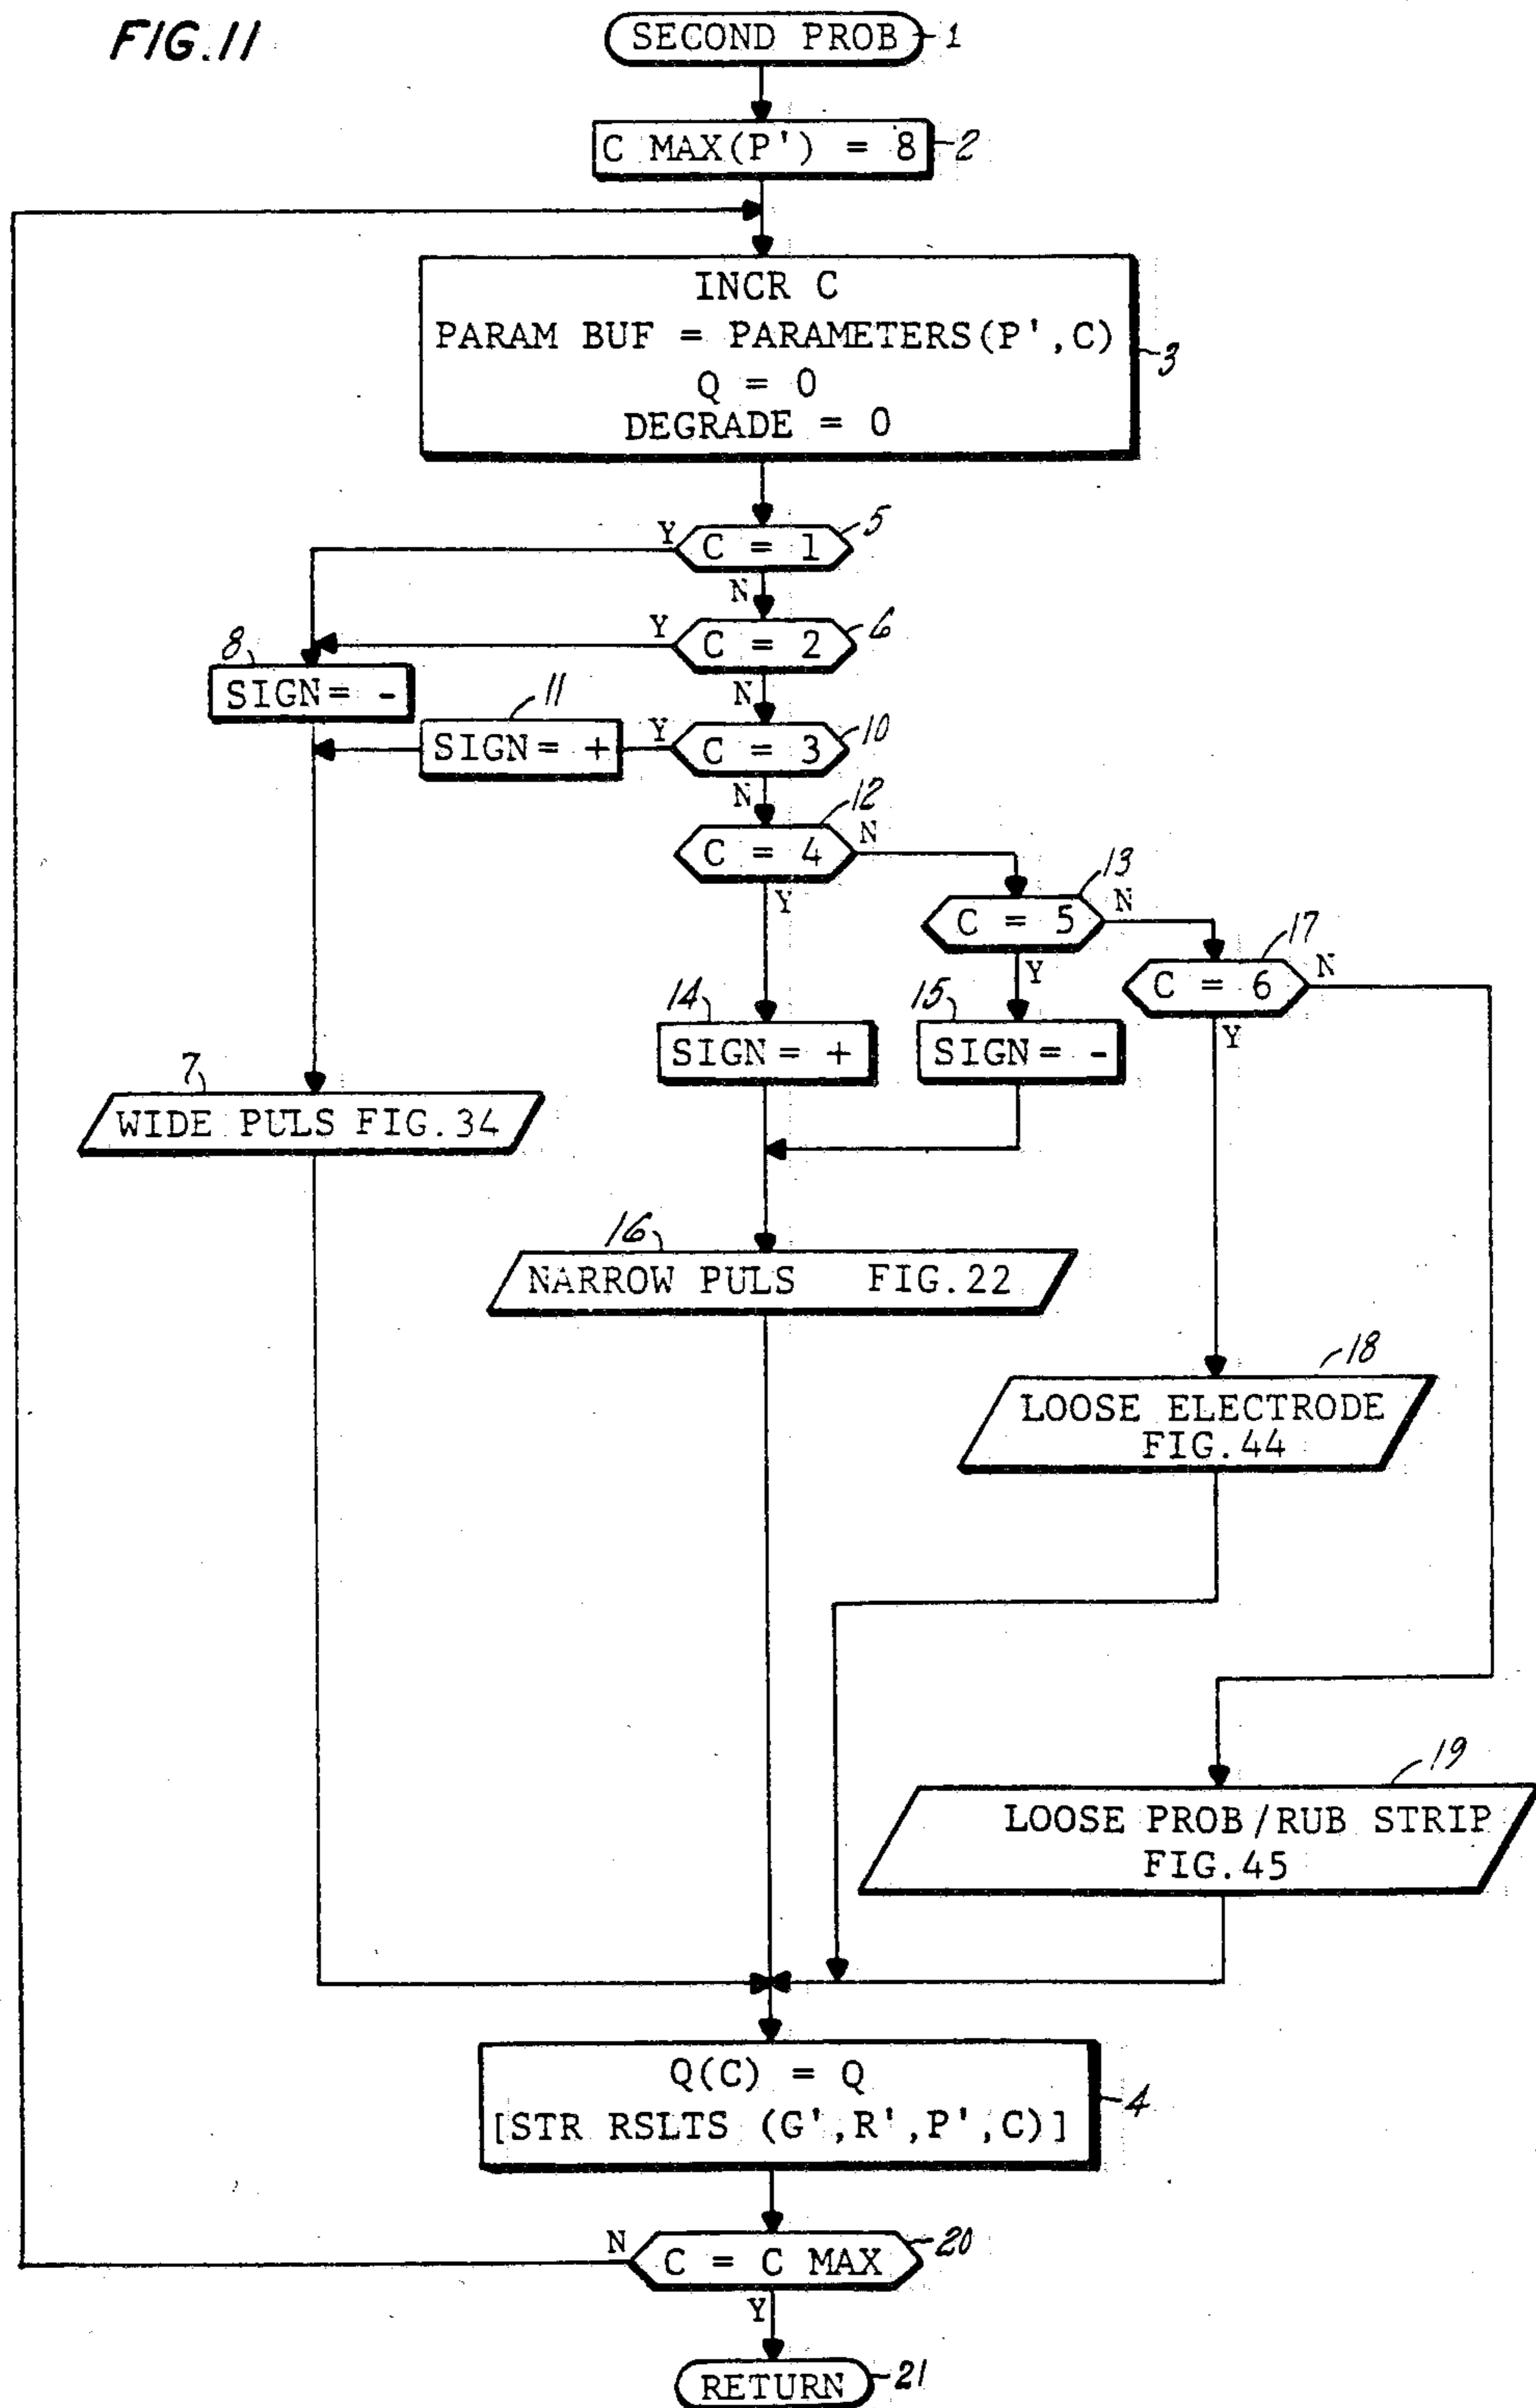 FIG. 11
SECOND PROB 1
C MAX(P') = 8 2
INCR C
PARAM BUF = PARAMETERS(P',C)
Q = 0
DEGRADE = 0
3
C = 1 5
Y
N
C = 2 6
Y
N
8
SIGN= -
11
SIGN= +
Y
C = 3 10
N
C = 4 12
N
Y
C = 5 13
N
Y
C = 6 17
N
Y
14
SIGN= +
15
SIGN= -
7
WIDE PULS FIG.34
16
NARROW PULS FIG.22
18
LOOSE ELECTRODE
FIG.44
19
LOOSE PROB/RUB STRIP
FIG.45
Q(C) = Q
[STR RSLTS (G',R',P',C)]
4
N
C = C MAX 20
Y
RETURN 21